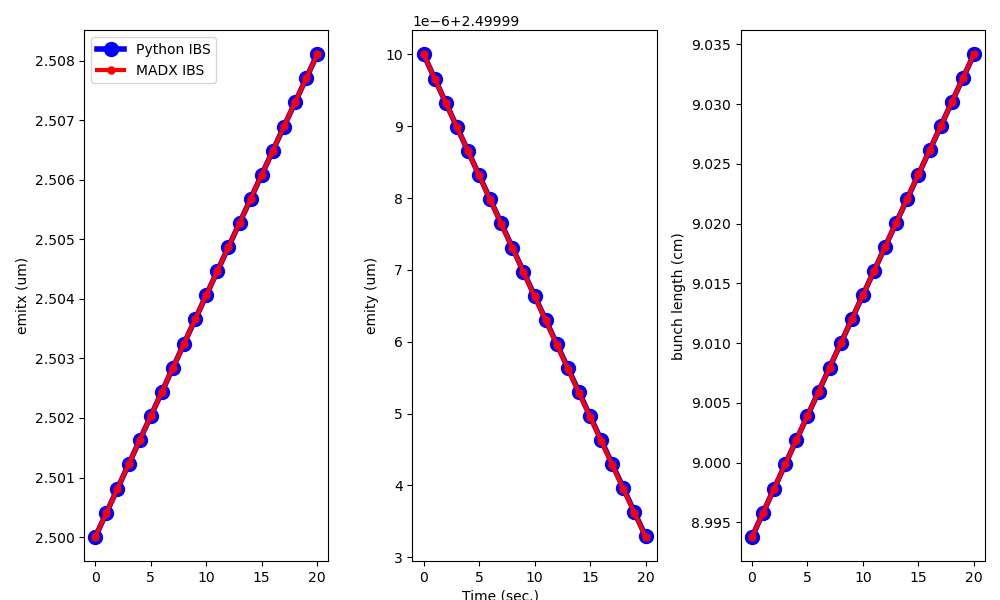 Python IBS
MADX IBS
emitx (um)
2.508
2.507
2.506
2.505
2.504
2.503
2.502
2.501
2.500
0 5 10 15 20
1e−6+2.49999
emity (um)
10
9
8
7
6
5
4
3
0 5 10 15 20
Time (sec.)
bunch length (cm)
9.035
9.030
9.025
9.020
9.015
9.010
9.005
9.000
8.995
0 5 10 15 20